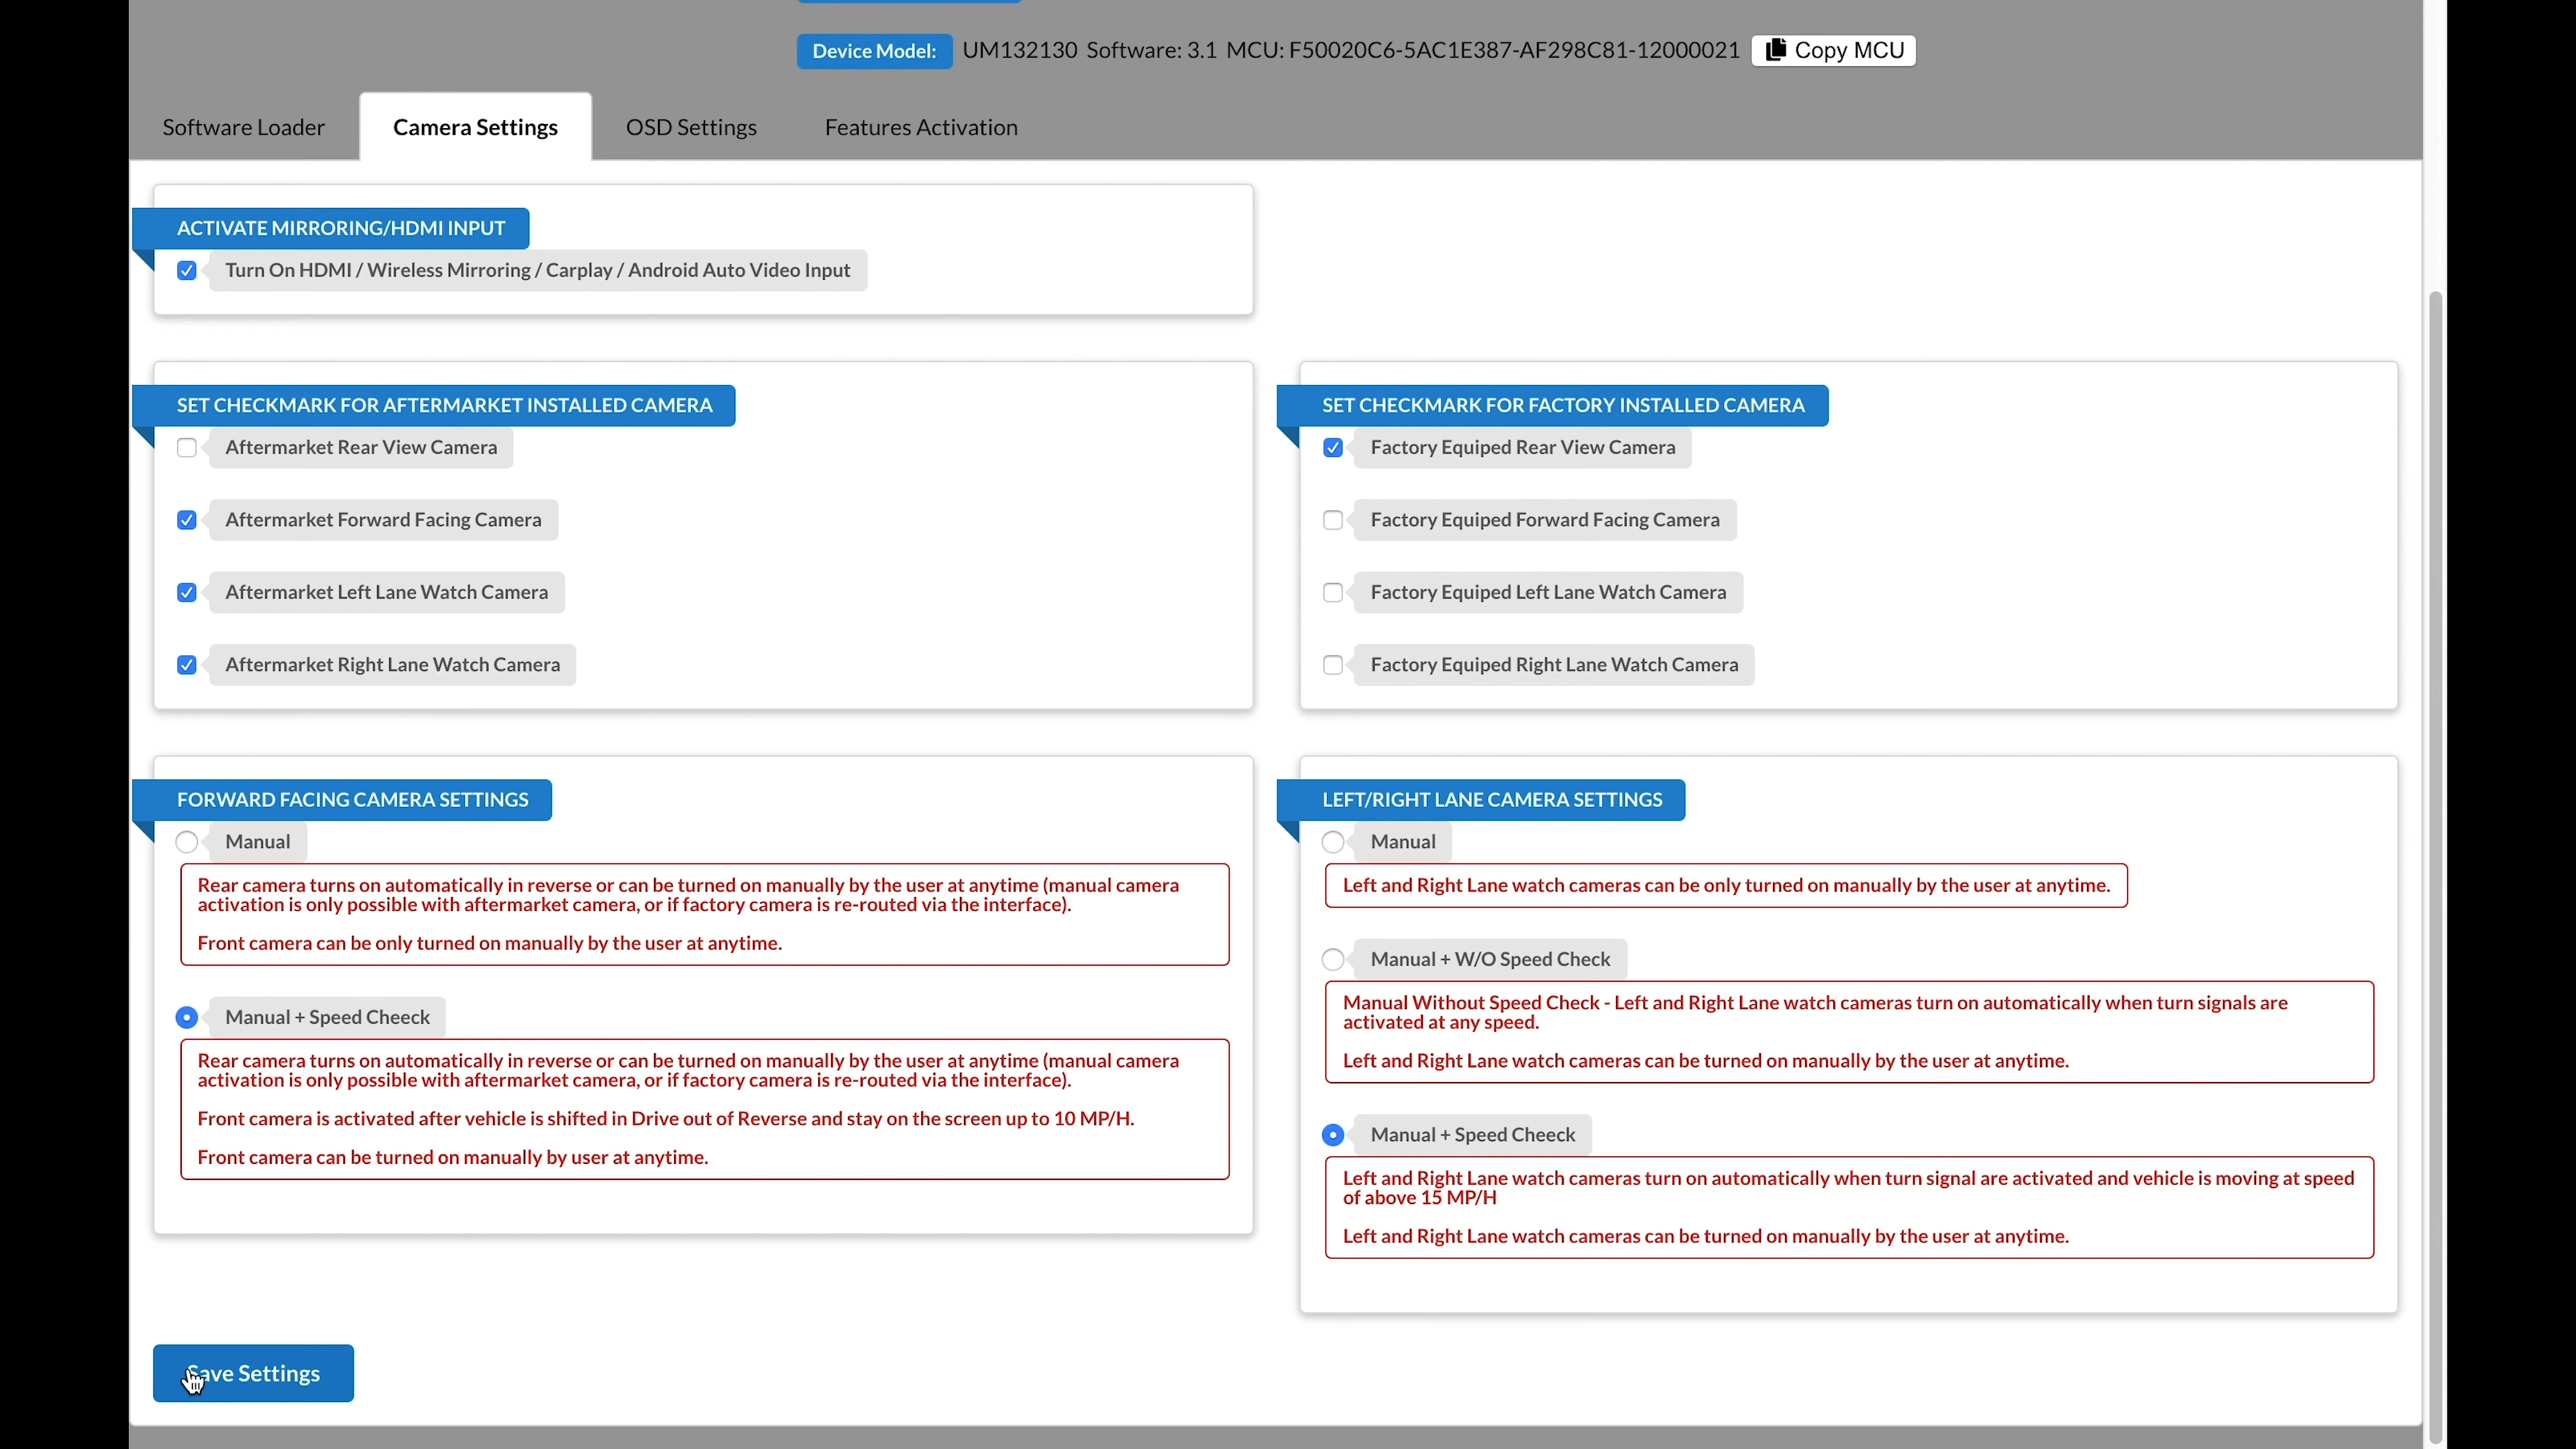 Device Model: UM132130 Software: 3.1 MCU: F50020C6-5AC1E387-AF298C81-12000021 Copy MCU
Software Loader Camera Settings OSD Settings Features Activation
ACTIVATE MIRRORING/HDMI INPUT
Turn On HDMI / Wireless Mirroring / Carplay / Android Auto Video Input
SET CHECKMARK FOR AFTERMARKET INSTALLED CAMERA
Aftermarket Rear View Camera
Aftermarket Forward Facing Camera
Aftermarket Left Lane Watch Camera
Aftermarket Right Lane Watch Camera
SET CHECKMARK FOR FACTORY INSTALLED CAMERA
Factory Equiped Rear View Camera
Factory Equiped Forward Facing Camera
Factory Equiped Left Lane Watch Camera
Factory Equiped Right Lane Watch Camera
FORWARD FACING CAMERA SETTINGS
Manual
Rear camera turns on automatically in reverse or can be turned on manually by the user at anytime (manual camera
activation is only possible with aftermarket camera, or if factory camera is re-routed via the interface).
Front camera can be only turned on manually by the user at anytime.
Manual + Speed Cheeck
Rear camera turns on automatically in reverse or can be turned on manually by the user at anytime (manual camera
activation is only possible with aftermarket camera, or if factory camera is re-routed via the interface).
Front camera is activated after vehicle is shifted in Drive out of Reverse and stay on the screen up to 10 MP/H.
Front camera can be turned on manually by user at anytime.
LEFT/RIGHT LANE CAMERA SETTINGS
Manual
Left and Right Lane watch cameras can be only turned on manually by the user at anytime.
Manual + W/O Speed Check
Manual Without Speed Check - Left and Right Lane watch cameras turn on automatically when turn signals are
activated at any speed.
Left and Right Lane watch cameras can be turned on manually by the user at anytime.
Manual + Speed Cheeck
Left and Right Lane watch cameras turn on automatically when turn signal are activated and vehicle is moving at speed
of above 15 MP/H
Left and Right Lane watch cameras can be turned on manually by the user at anytime.
Save Settings